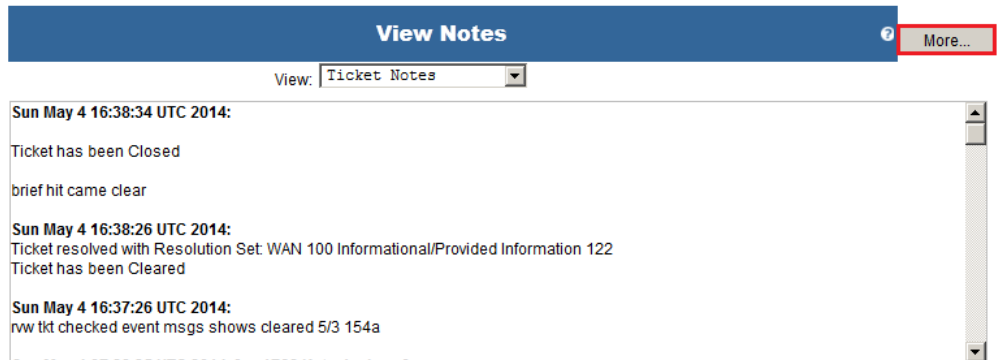 View Notes
?
More...
View: Ticket Notes
Sun May 4 16:38:34 UTC 2014:
Ticket has been Closed
brief hit came clear
Sun May 4 16:38:26 UTC 2014:
Ticket resolved with Resolution Set: WAN 100 Informational/Provided Information 122
Ticket has been Cleared
Sun May 4 16:37:26 UTC 2014:
rvw tkt checked event msgs shows cleared 5/3 154a